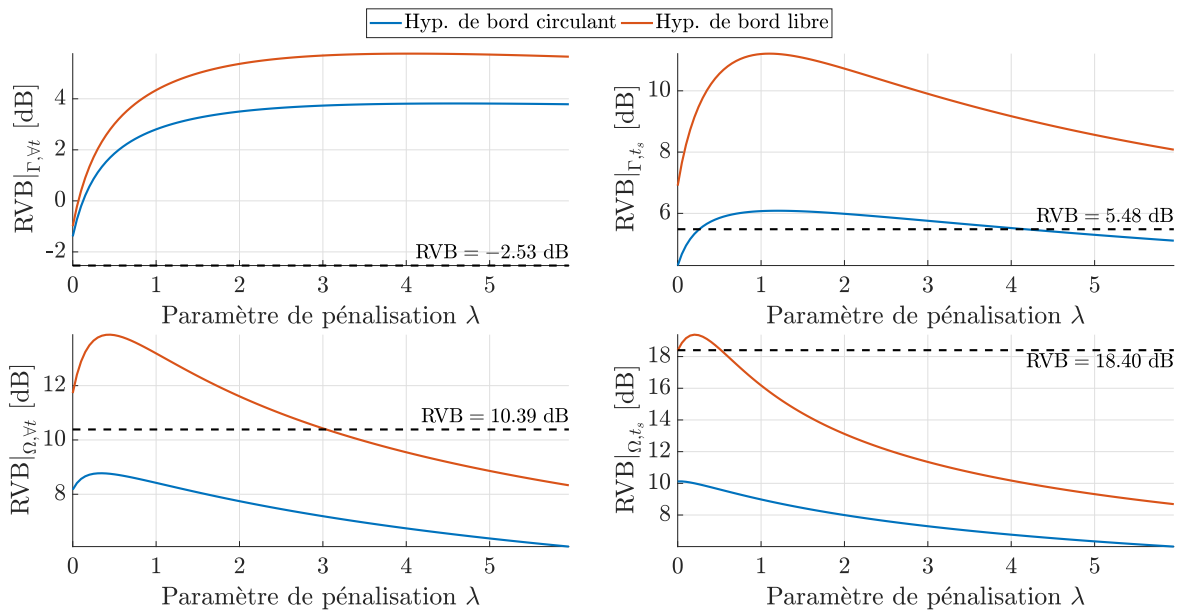 Hyp. de bord circulant Hyp. de bord libre
RVB|Γ,∀t [dB]
4
2
0
-2
RVB = −2.53 dB
0 1 2 3 4 5
Paramètre de pénalisation λ
RVB|Γ,ts [dB]
10
8
6
RVB = 5.48 dB
0 1 2 3 4 5
Paramètre de pénalisation λ
RVB|Ω,∀t [dB]
12
10
8
RVB = 10.39 dB
0 1 2 3 4 5
Paramètre de pénalisation λ
RVB|Ω,ts [dB]
18
16
14
12
10
8
RVB = 18.40 dB
0 1 2 3 4 5
Paramètre de pénalisation λ